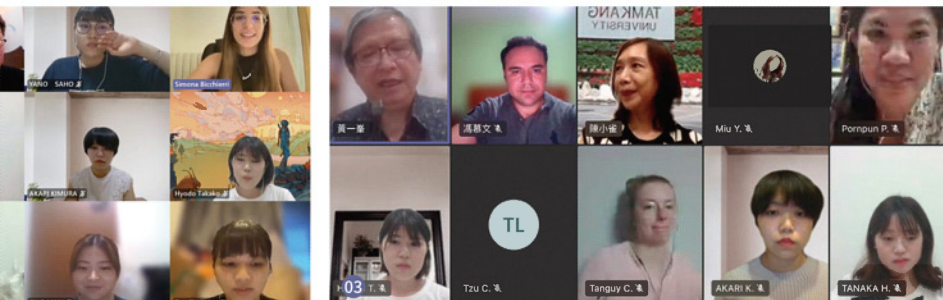 YANO SAHO
Simona Bicchierri
AKARI KIMURA
Hyodo Takako
TAMKANG
UNIVERSITY
黃一峯
馮慕文
陳小雀
Miu Y.
Pornpun P.
03
T.
TL
Tzu C.
Tanguy C.
AKARI K.
TANAKA H.